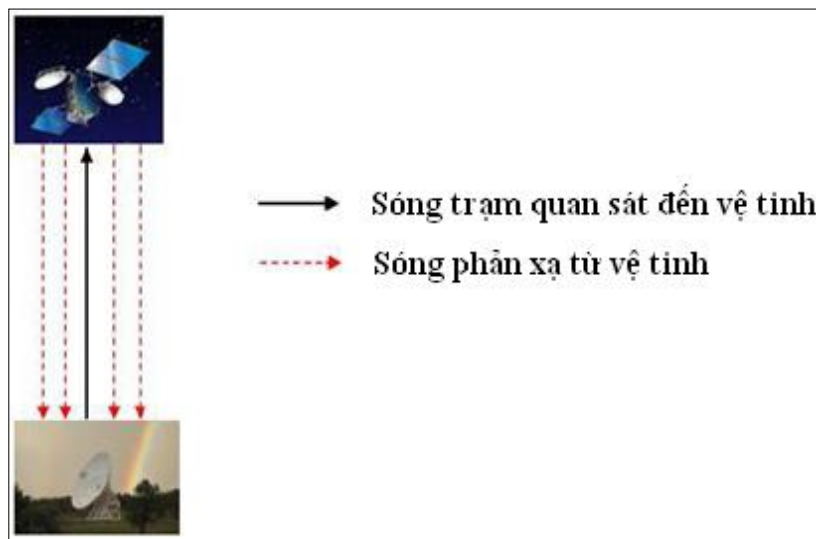 Sóng trạm quan sát đến vệ tinh
Sóng phản xạ từ vệ tinh